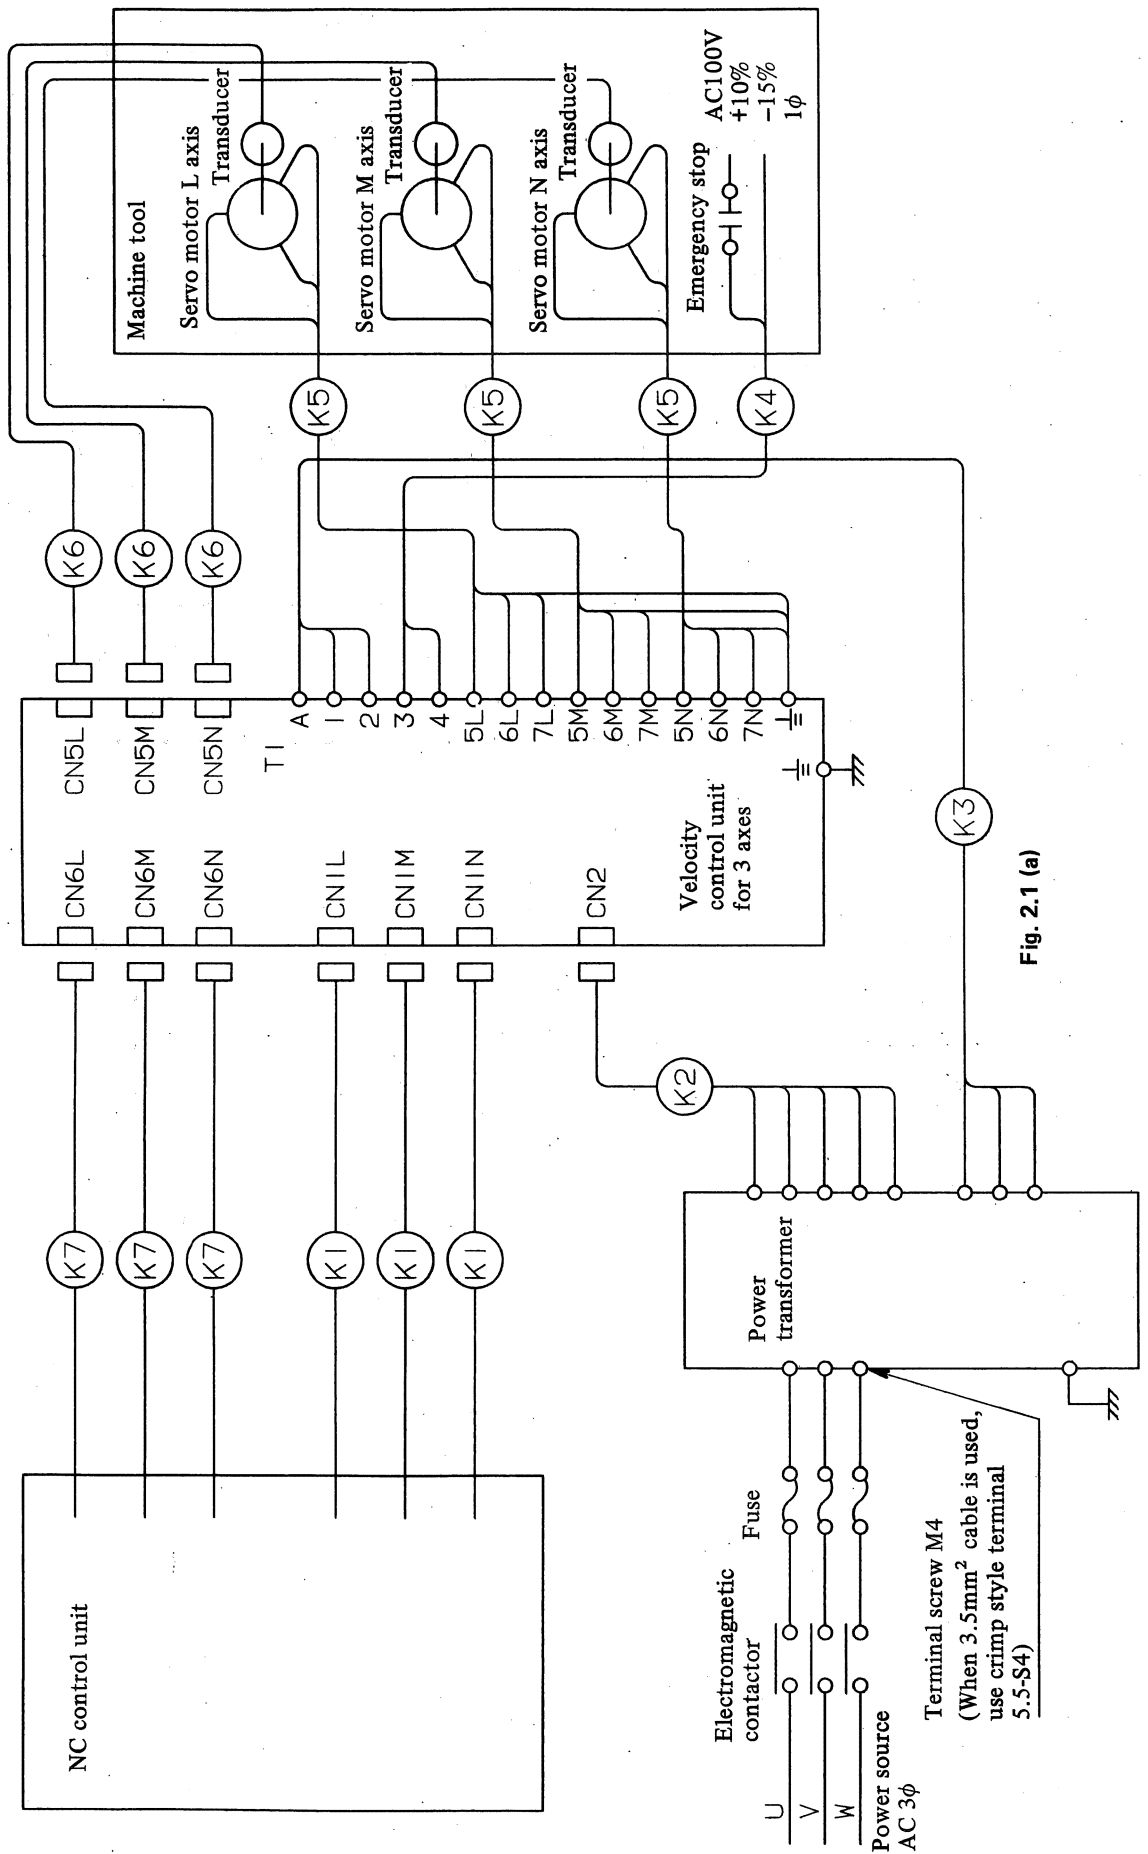 NC control unit
K7
K7
K7
K1
K1
K1
CN6L
CN6M
CN6N
CN1L
CN1M
CN1N
CN2
Velocity
control unit
for 3 axes
CN5L
CN5M
CN5N
T1
A
1
2
3
4
5L
6L
7L
5M
6M
7M
5N
6N
7N
K6
K6
K6
K5
K5
K5
K4
Machine tool
Servo motor L axis
Transducer
Servo motor M axis
Transducer
Servo motor N axis
Transducer
Emergency stop
AC100V
+10%
-15%
1ϕ
K2
K3
Power
transformer
Fuse
Electromagnetic
contactor
U
V
W
Power source
AC 3ϕ
Terminal screw M4
(When 3.5mm² cable is used,
use crimp style terminal
5.5-S4)
Fig. 2.1 (a)